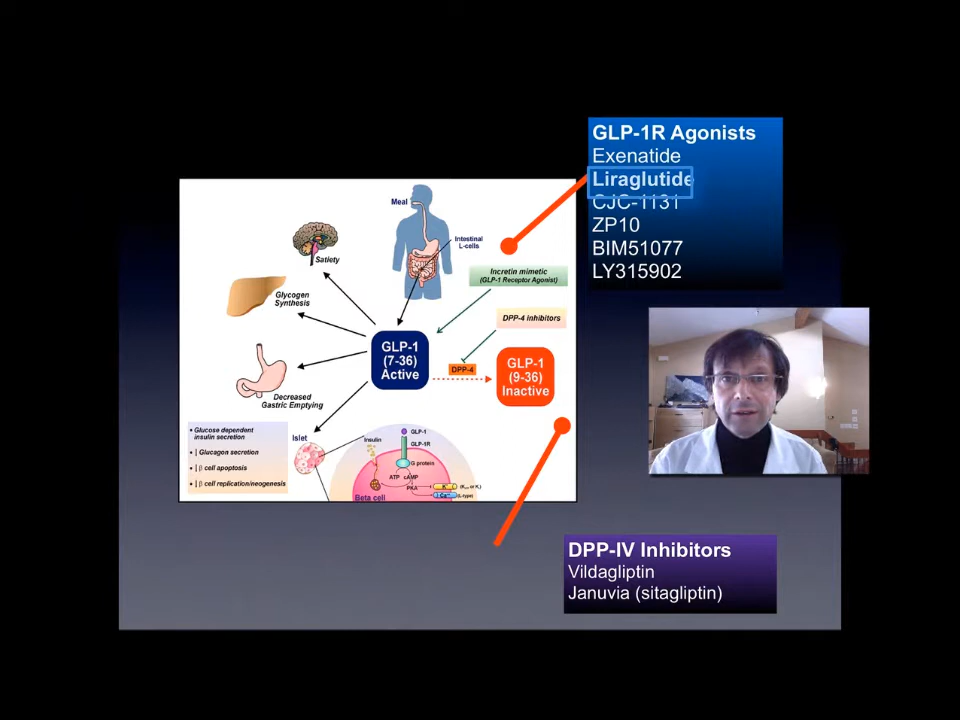 GLP-1R Agonists
Exenatide
Liraglutide
CJC-1131
ZP10
BIM51077
LY315902
Meal
Intestinal
L-cells
Satiety
Incretin mimetic
(GLP-1 Receptor Agonist)
Glycogen
Synthesis
DPP-4 Inhibitors
GLP-1
(7-36)
Active
DPP-4
GLP-1
(9-36)
Inactive
Decreased
Gastric Emptying
• Glucose dependent
insulin secretion
• ↓ Glucagon secretion
• ↓ β cell apoptosis
• ↓ β cell replication/neogenesis
Islet
Insulin
GLP-1
GLP-1R
G protein
ATP cAMP
PKA
K⁺
Ca²⁺
(L-type)
Beta cell
DPP-IV Inhibitors
Vildagliptin
Januvia (sitagliptin)